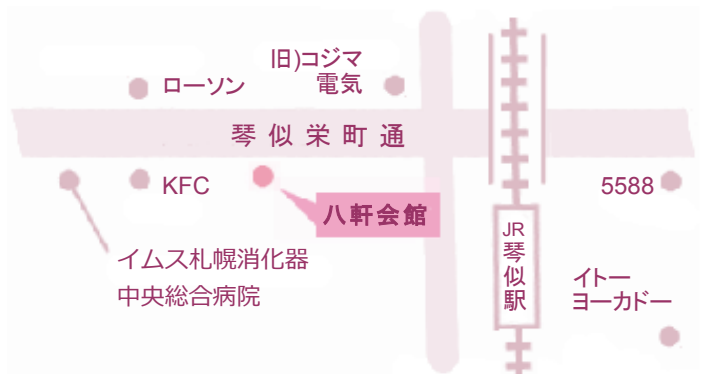 旧)コジマ
電気
ローソン
琴似栄町通
KFC
八軒会館
5588
イムス札幌消化器
中央総合病院
JR
琴似駅
イトー
ヨーカドー